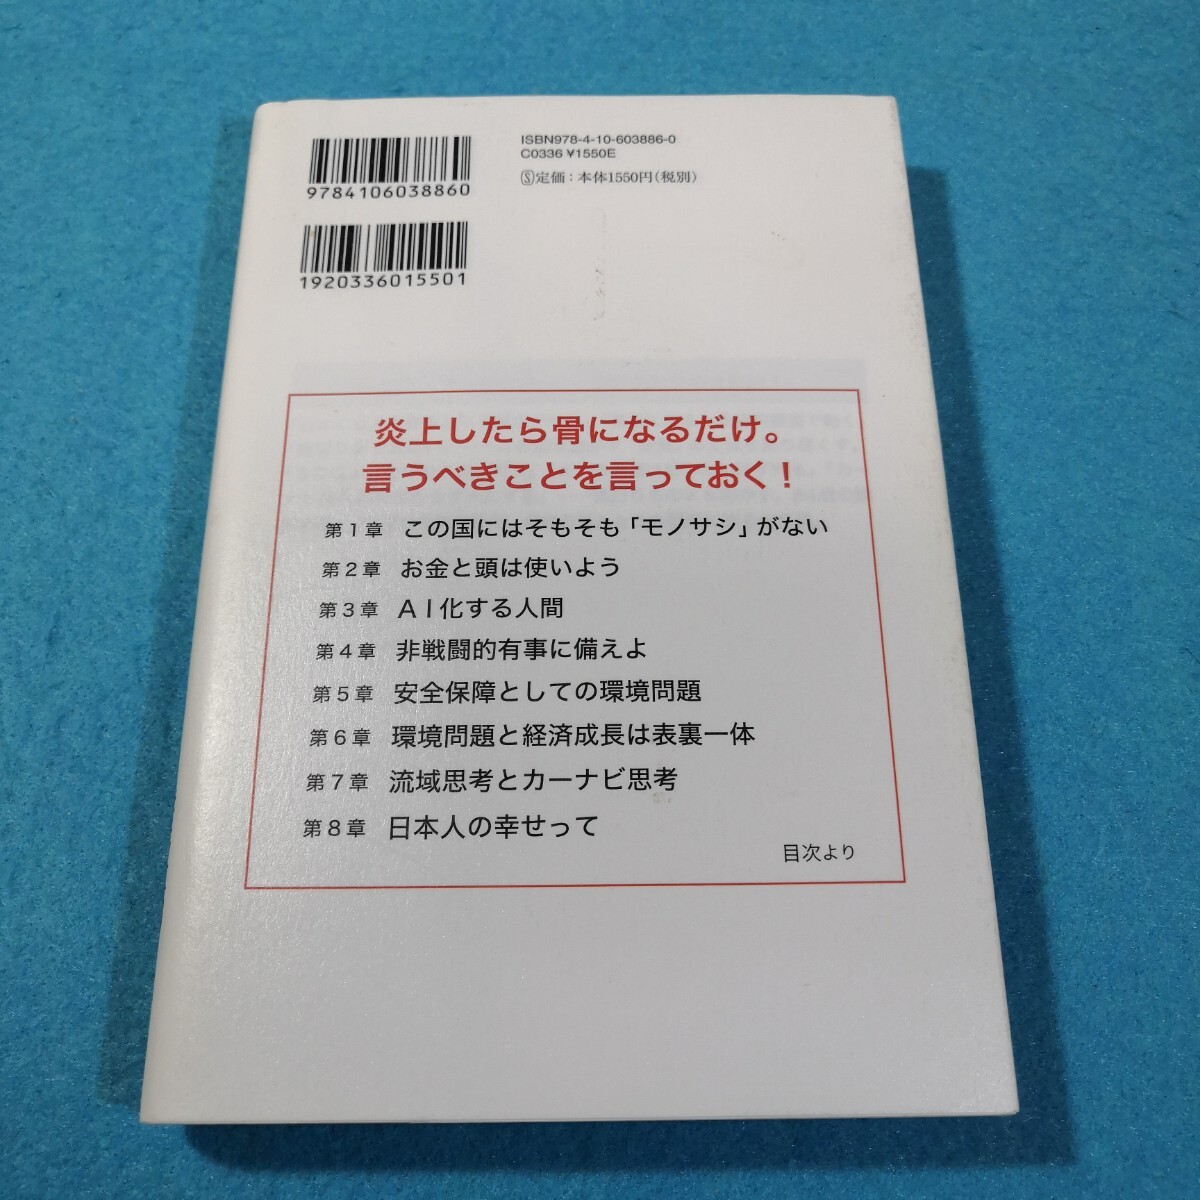 ISBN978-4-10-603886-0
C0336 ¥1550E
Ⓢ定価：本体1550円(税別)
9784106038860
1920336015501
炎上したら骨になるだけ。
言うべきことを言っておく！
第1章 この国にはそもそも「モノサシ」がない
第2章 お金と頭は使いよう
第3章 AI化する人間
第4章 非戦闘的有事に備えよ
第5章 安全保障としての環境問題
第6章 環境問題と経済成長は表裏一体
第7章 流域思考とカーナビ思考
第8章 日本人の幸せって
目次より